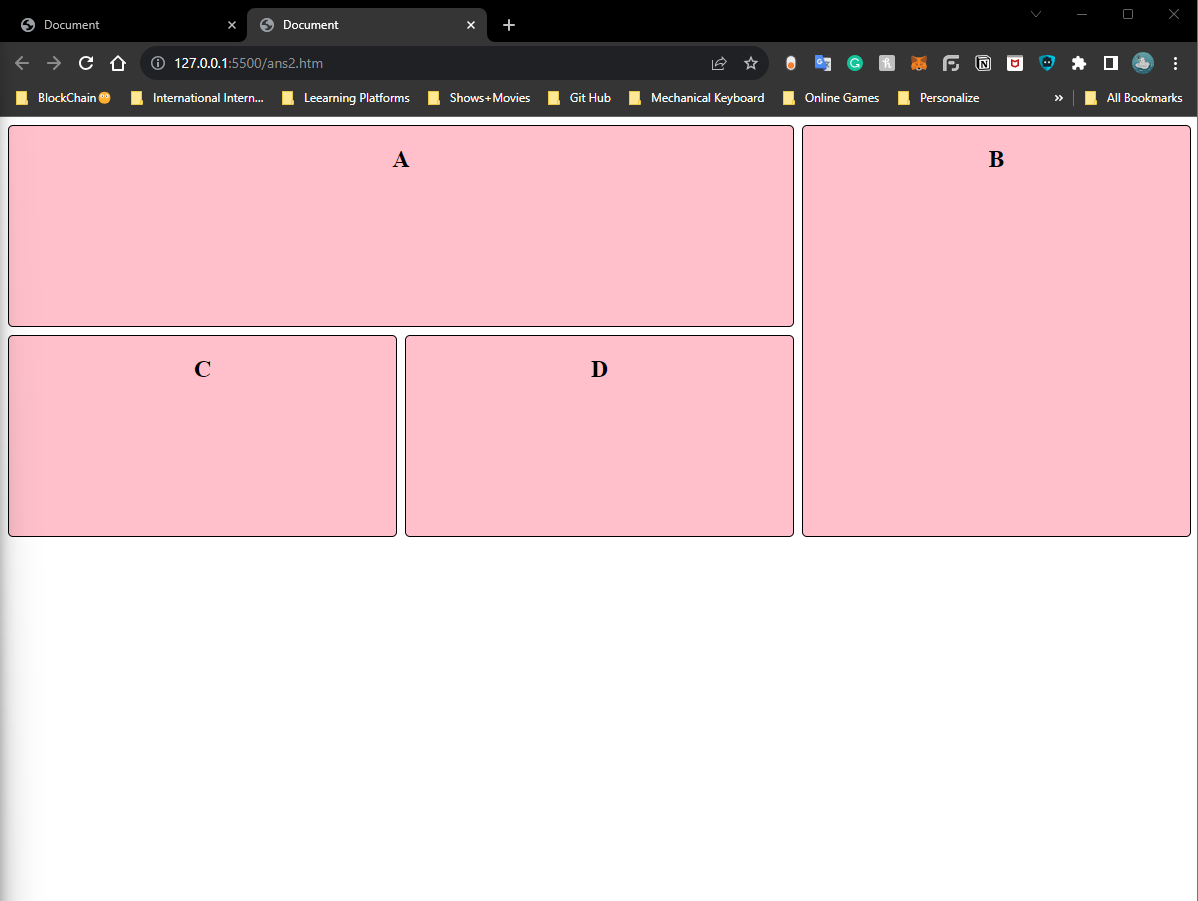 Document
Document
127.0.0.1:5500/ans2.htm
BlockChain International Intern... Leearning Platforms Shows+Movies Git Hub Mechanical Keyboard Online Games Personalize » All Bookmarks
A B
C D